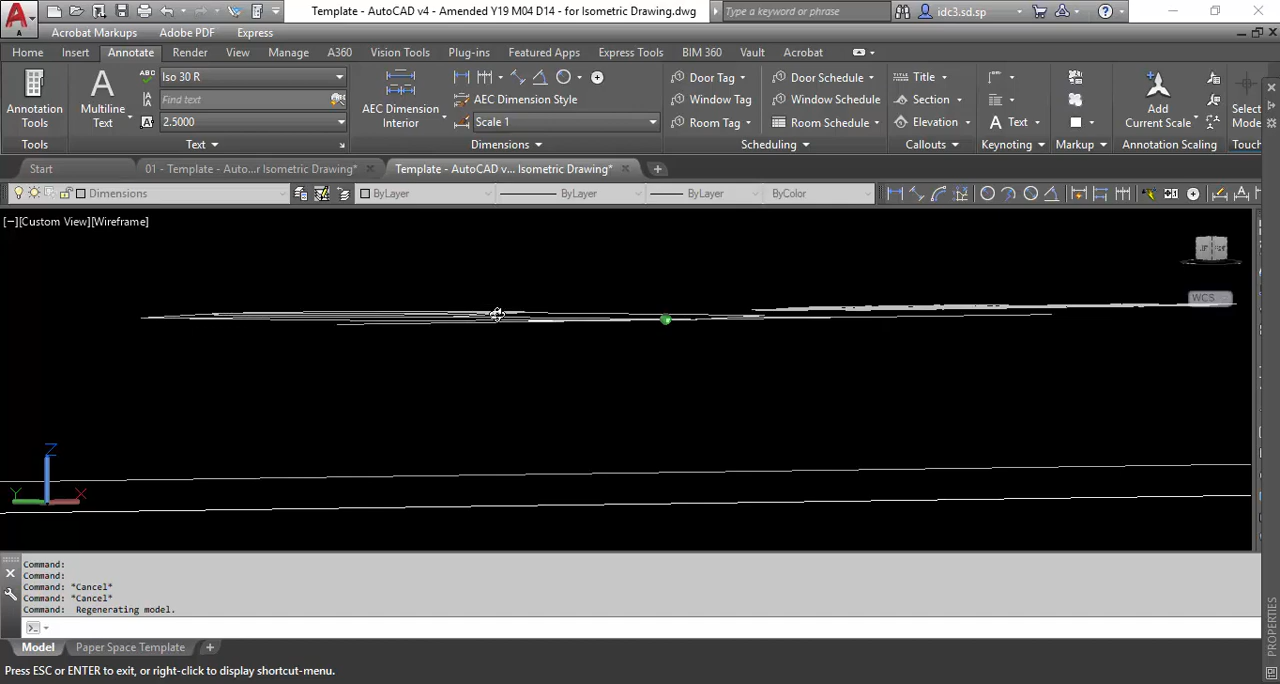 Template - AutoCAD v4 - Amended Y19 M04 D14 - for Isometric Drawing.dwg
Type a keyword or phrase
idc3.sd.sp
Acrobat Markups Adobe PDF Express
Home Insert Annotate Render View Manage A360 Vision Tools Plug-ins Featured Apps Express Tools BIM 360 Vault Acrobat
Annotation Tools
Multiline Text
Iso 30 R
Find text
2.5000
AEC Dimension Interior
AEC Dimension Style
Scale 1
Door Tag
Window Tag
Room Tag
Door Schedule
Window Schedule
Room Schedule
Title
Section
Elevation
Text
Add Current Scale
Select Mode
Tools Text Dimensions Scheduling Callouts Keynoting Markup Annotation Scaling Touch
Start 01 - Template - Auto...r Isometric Drawing* Template - AutoCAD v... Isometric Drawing*
Dimensions ByLayer ByLayer ByLayer ByColor
[−][Custom View][Wireframe]
WCS
Z
Y X
Command:
Command:
Command: *Cancel*
Command: *Cancel*
Command: Regenerating model.
PROPERTIES
Model Paper Space Template
Press ESC or ENTER to exit, or right-click to display shortcut-menu.